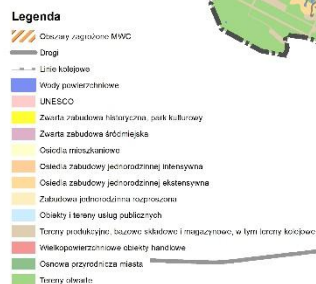 Legenda
Obszary zagrożone MWC
Drogi
Linie kolejowe
Wody powierzchniowe
UNESCO
Zwarta zabudowa historyczna, park kulturowy
Zwarta zabudowa śródmiejska
Osiedla mieszkaniowe
Osiedla zabudowy jednorodzinnej intensywna
Osiedla zabudowy jednorodzinnej ekstensywna
Zabudowa jednorodzinna rozproszona
Obiekty i tereny usług publicznych
Tereny produkcyjne, bazowe składowe i magazynowe, w tym tereny kolejowe
Wielkopowierzchniowe obiekty handlowe
Osnowa przyrodnicza miasta
Tereny otwarte